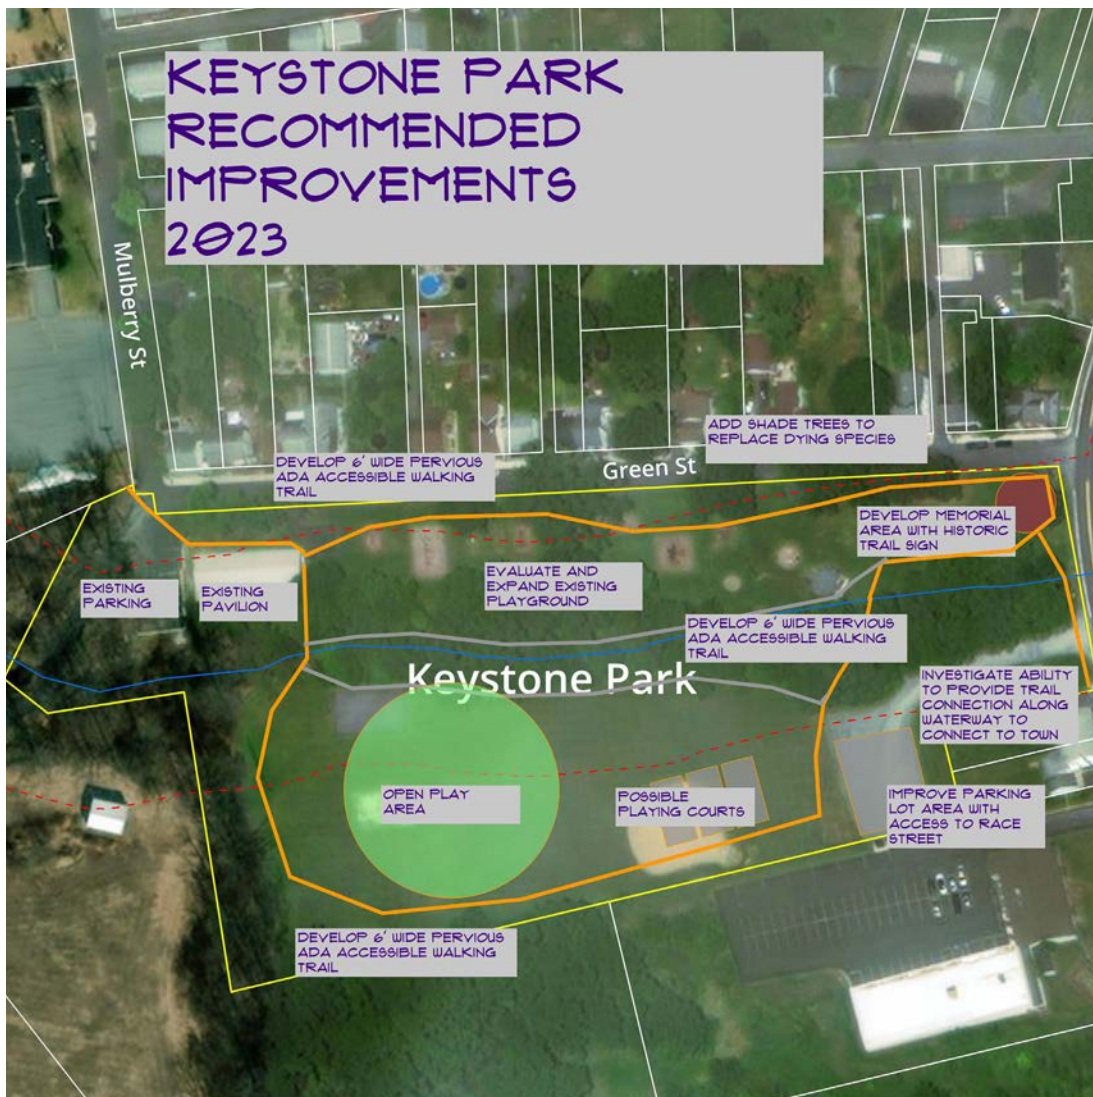 KEYSTONE PARK
RECOMMENDED
IMPROVEMENTS
2023
Mulberry St
ADD SHADE TREES TO
REPLACE DYING SPECIES
DEVELOP 6' WIDE PERVIOUS
ADA ACCESSIBLE WALKING
TRAIL
Green St
DEVELOP MEMORIAL
AREA WITH HISTORIC
TRAIL SIGN
EXISTING
PARKING
EXISTING
PAVILION
EVALUATE AND
EXPAND EXISTING
PLAYGROUND
DEVELOP 6' WIDE PERVIOUS
ADA ACCESSIBLE WALKING
TRAIL
Keystone Park
INVESTIGATE ABILITY
TO PROVIDE TRAIL
CONNECTION ALONG
WATERWAY TO
CONNECT TO TOWN
OPEN PLAY
AREA
POSSIBLE
PLAYING COURTS
IMPROVE PARKING
LOT AREA WITH
ACCESS TO RACE
STREET
DEVELOP 6' WIDE PERVIOUS
ADA ACCESSIBLE WALKING
TRAIL